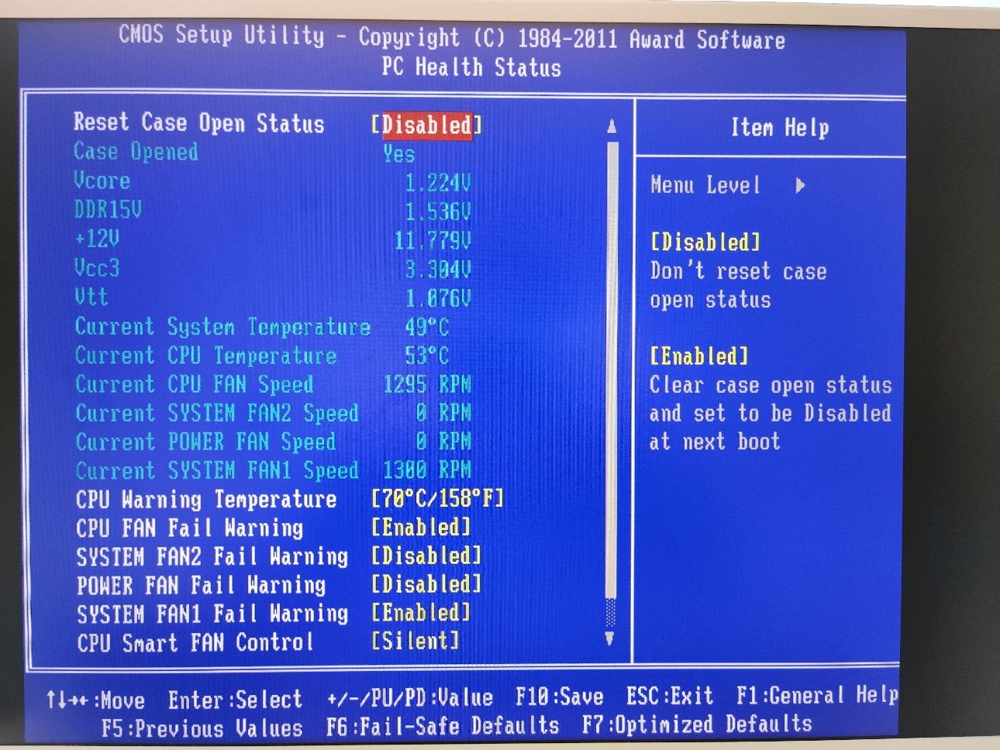 CMOS Setup Utility - Copyright (C) 1984-2011 Award Software
PC Health Status
Reset Case Open Status [Disabled]
Case Opened Yes
Vcore 1.224V
DDR15V 1.536V
+12V 11.779V
Vcc3 3.304V
Vtt 1.076V
Current System Temperature 49°C
Current CPU Temperature 53°C
Current CPU FAN Speed 1295 RPM
Current SYSTEM FAN2 Speed 0 RPM
Current POWER FAN Speed 0 RPM
Current SYSTEM FAN1 Speed 1300 RPM
CPU Warning Temperature [70°C/158°F]
CPU FAN Fail Warning [Enabled]
SYSTEM FAN2 Fail Warning [Disabled]
POWER FAN Fail Warning [Disabled]
SYSTEM FAN1 Fail Warning [Enabled]
CPU Smart FAN Control [Silent]
Item Help
Menu Level ▶
[Disabled]
Don't reset case
open status
[Enabled]
Clear case open status
and set to be Disabled
at next boot
↑↓→←:Move Enter:Select +/-/PU/PD:Value F10:Save ESC:Exit F1:General Help
F5:Previous Values F6:Fail-Safe Defaults F7:Optimized Defaults